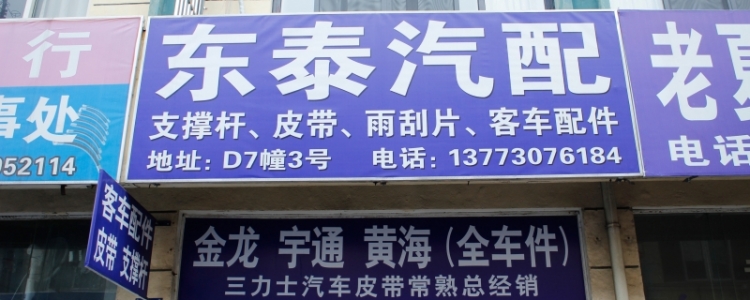 行
事处
952114
东泰汽配
支撑杆、皮带、雨刮片、客车配件
地址：D7幢3号 电话：13773076184
老
电话
客车配件
皮带 支撑杆
金龙 宇通 黄海（全车件）
三力士汽车皮带常熟总经销